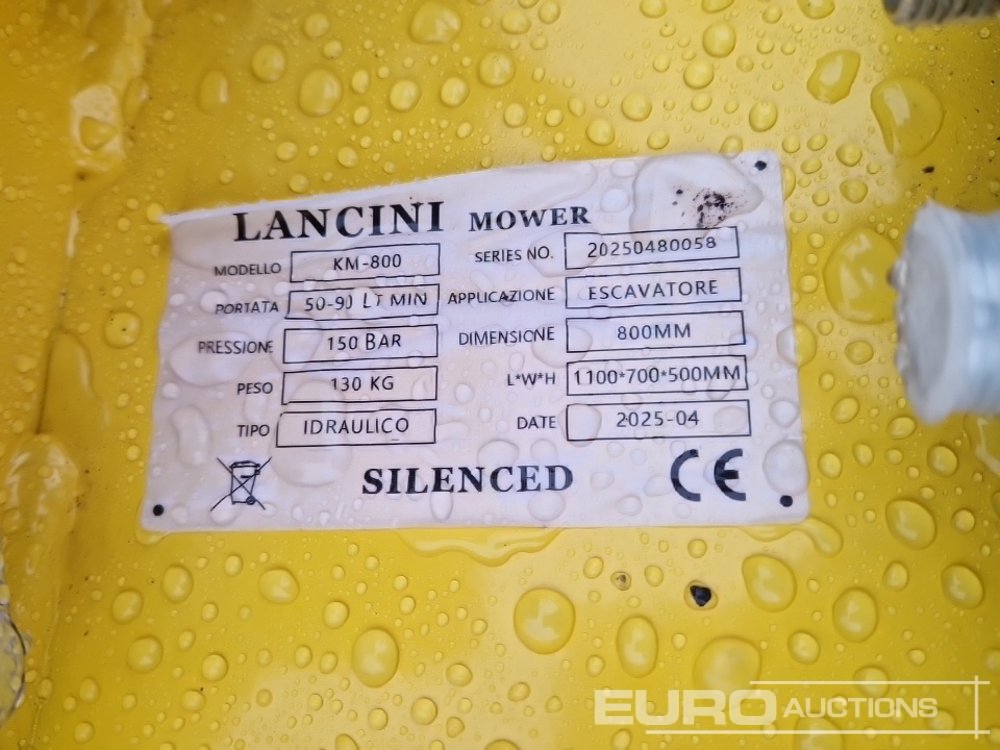 LANCINI MOWER
MODELLO KM-800 SERIES NO. 20250480058
PORTATA 50-90 LT MIN APPLICAZIONE ESCAVATORE
PRESSIONE 150 BAR DIMENSIONE 800MM
PESO 130 KG L*W*H 1100*700*500MM
TIPO IDRAULICO DATE 2025-04
SILENCED CE
EURO AUCTIONS